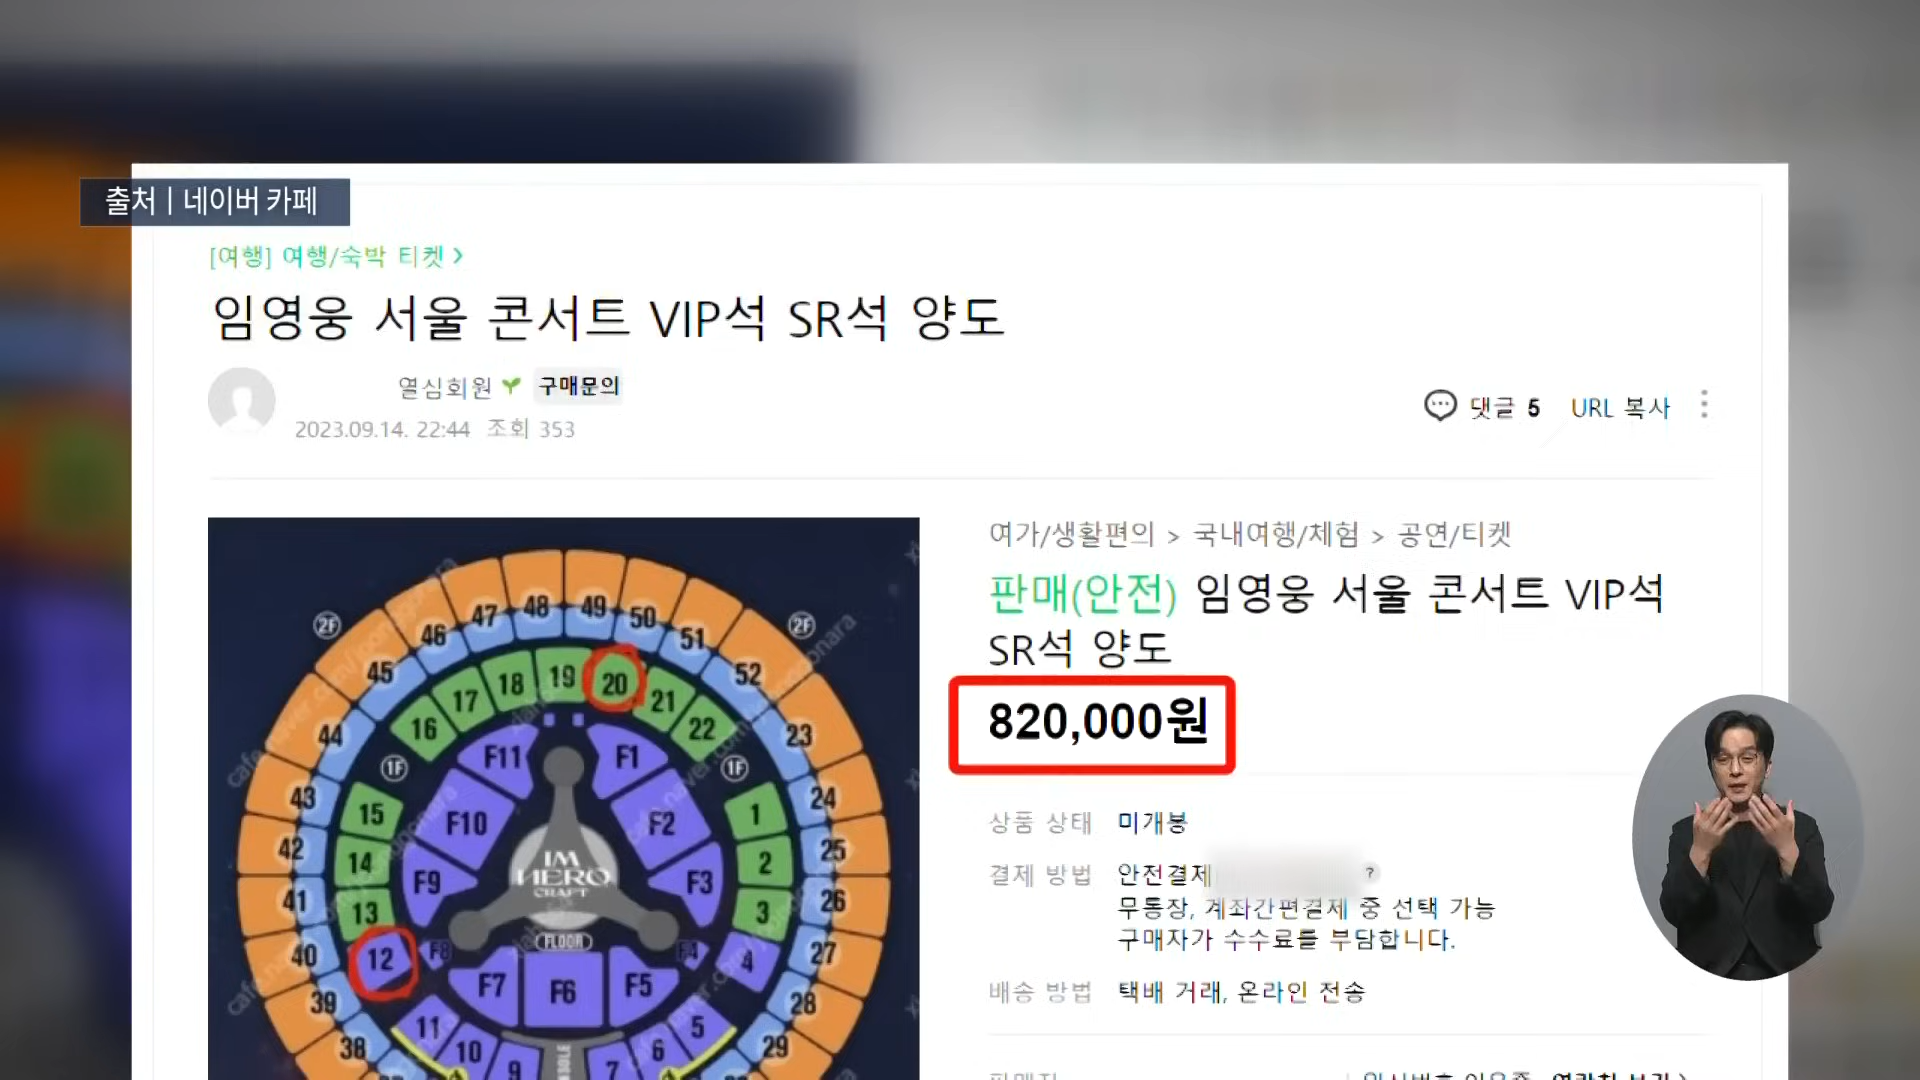 출처 | 네이버 카페
[여행] 여행/숙박 티켓 >
임영웅 서울 콘서트 VIP석 SR석 양도
열심회원 구매문의
2023.09.14. 22:44 조회 353
댓글 5 URL 복사
여가/생활편의 > 국내여행/체험 > 공연/티켓
판매(안전) 임영웅 서울 콘서트 VIP석
SR석 양도
820,000원
상품 상태 미개봉
결제 방법 안전결제 ?
무통장, 계좌간편결제 중 선택 가능
구매자가 수수료를 부담합니다.
배송 방법 택배 거래, 온라인 전송
2F 2F
45 46 47 48 49 50 51 52
44 23
43 24
42 25
41 26
40 27
39 28
38 29
16 17 18 19 20 21 22
1F 1F
15 1
14 2
13 3
12 4
11 5
10 6
9 7
F11 F1
F10 F2
F9 F3
F8 F4
F7 F6 F5
IM
HERO
CRAFT
FLOOR